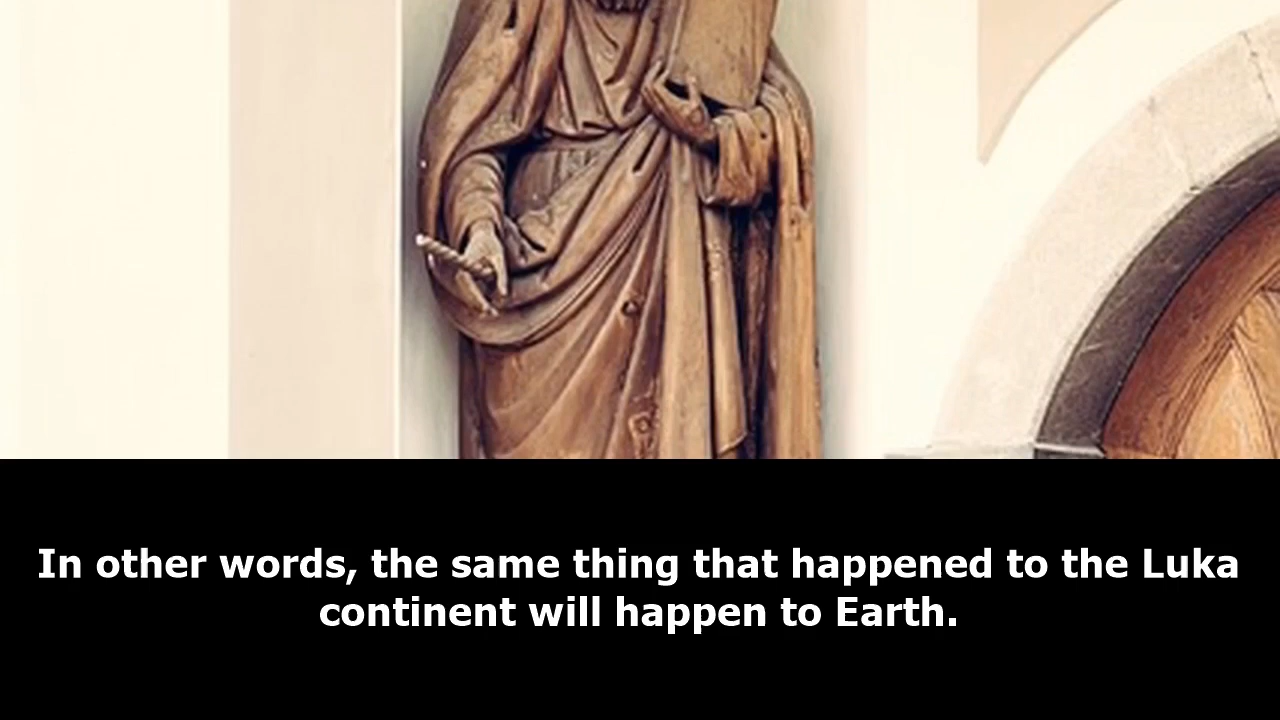 In other words, the same thing that happened to the Luka
continent will happen to Earth.